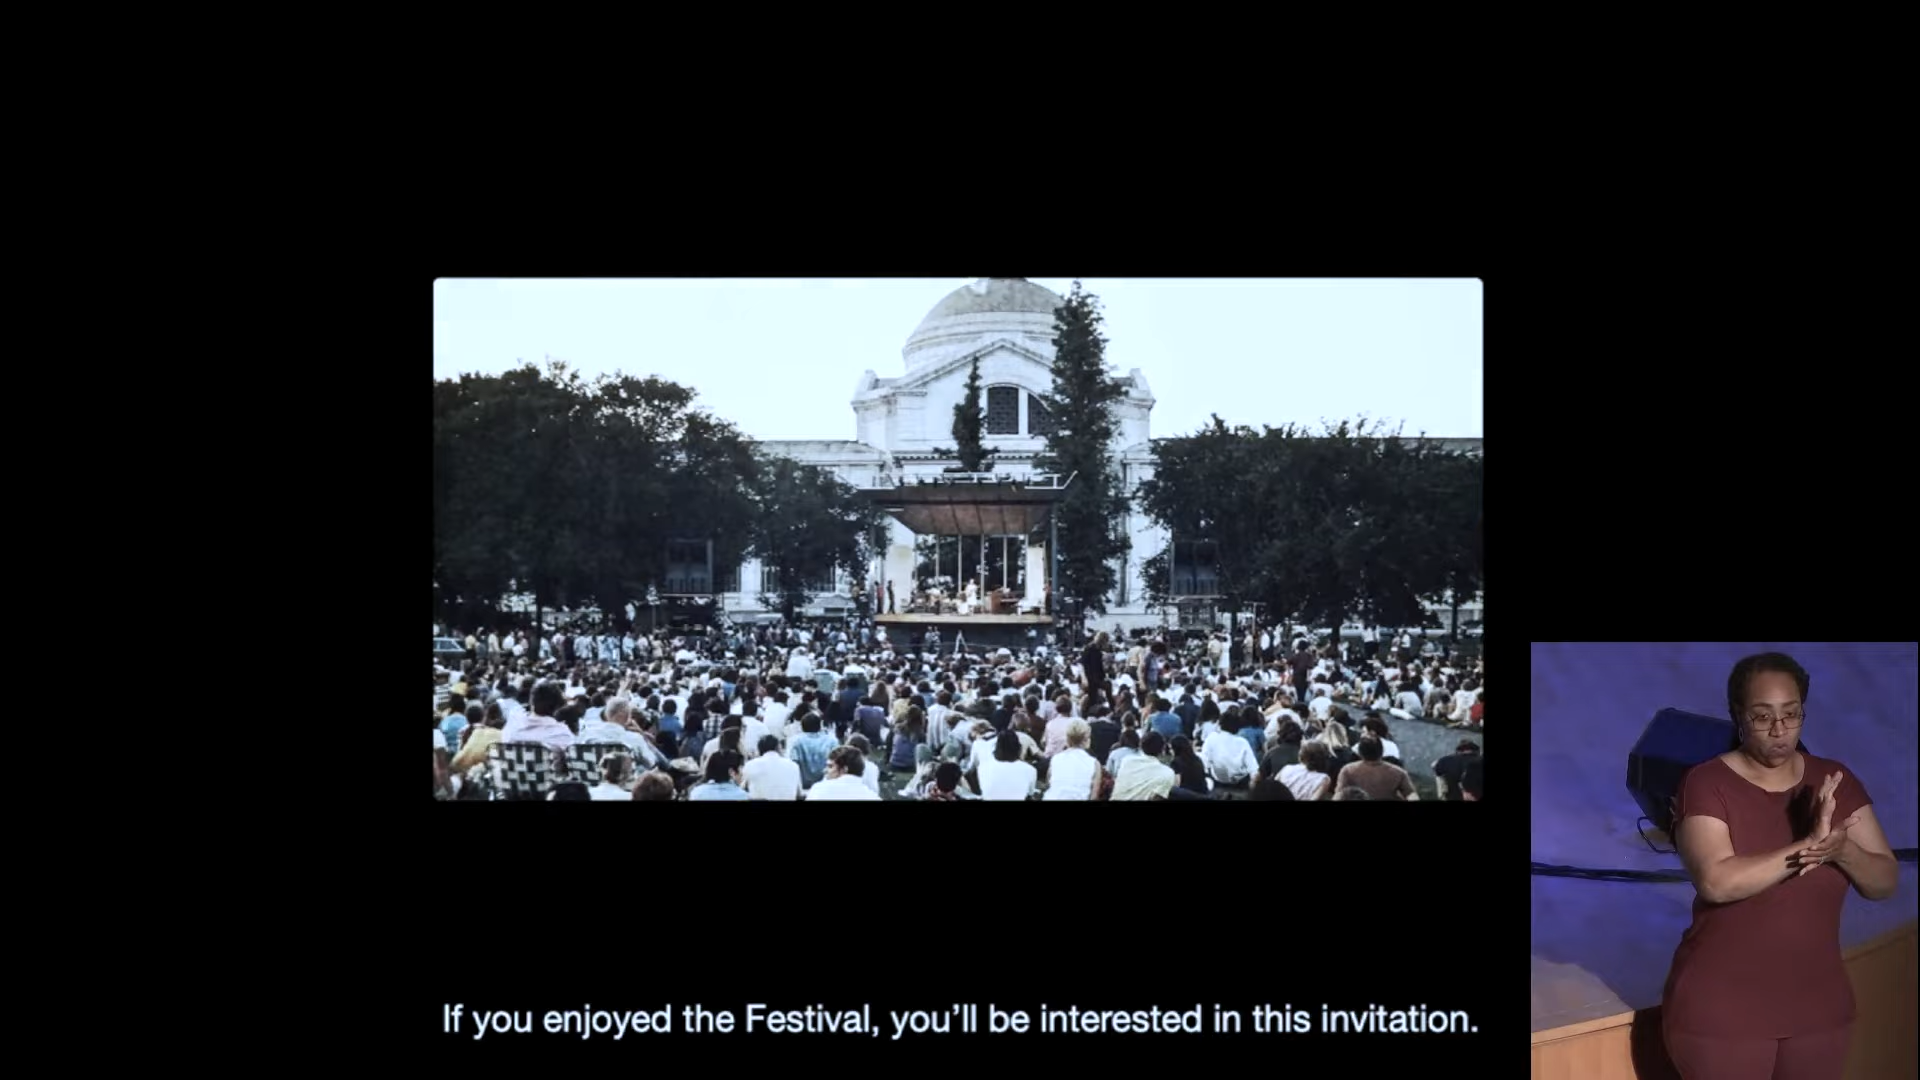 If you enjoyed the Festival, you’ll be interested in this invitation.